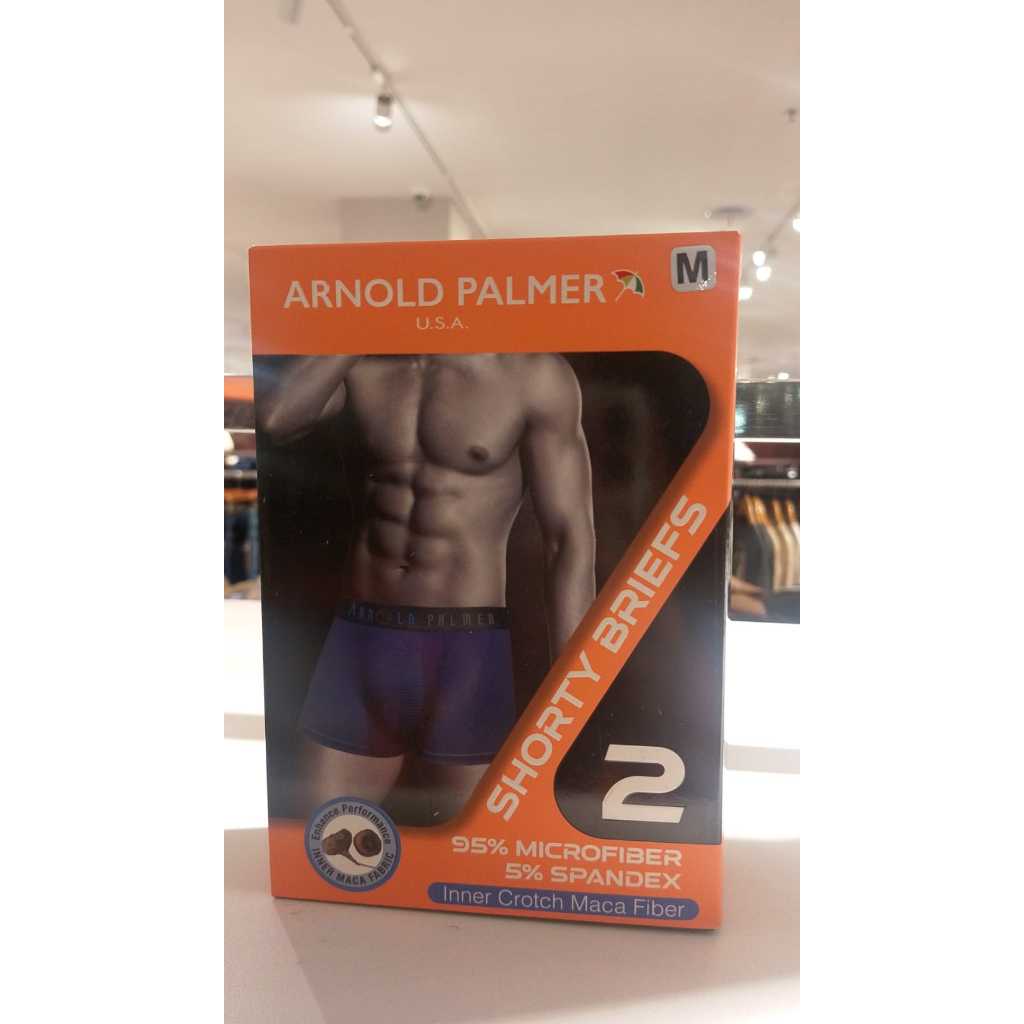 ARNOLD PALMER
M
U.S.A.
ARNOLD PALMER
SHORTY BRIEFS
2
Enhance Performance
INNER MACA FABRIC
95% MICROFIBER
5% SPANDEX
Inner Crotch Maca Fiber